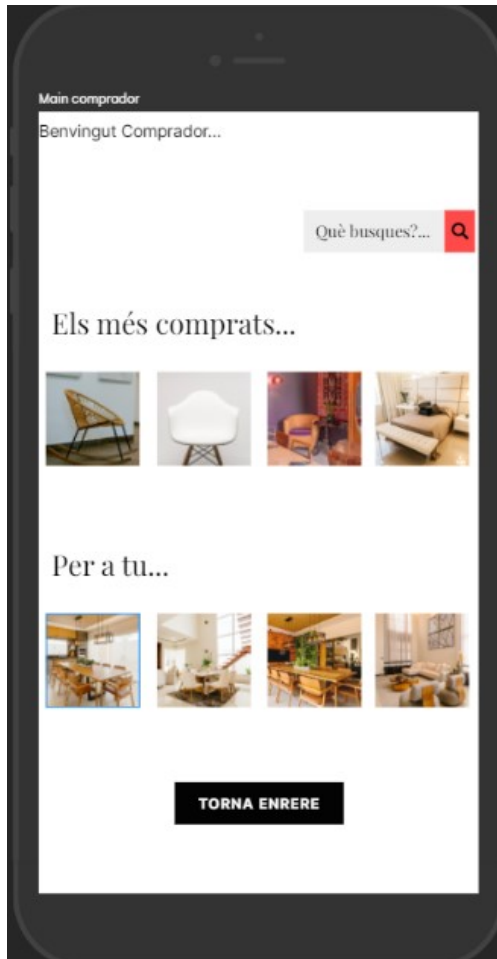 Main comprador
Benvingut Comprador...
Què busques?...
Els més comprats...
Per a tu...
TORNA ENRERE